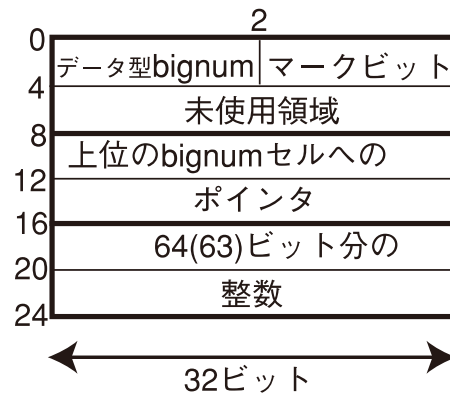 2
0
データ型bignum マークビット
4
未使用領域
8
上位のbignumセルへの
12
ポインタ
16
64(63)ビット分の
20
整数
24
32ビット